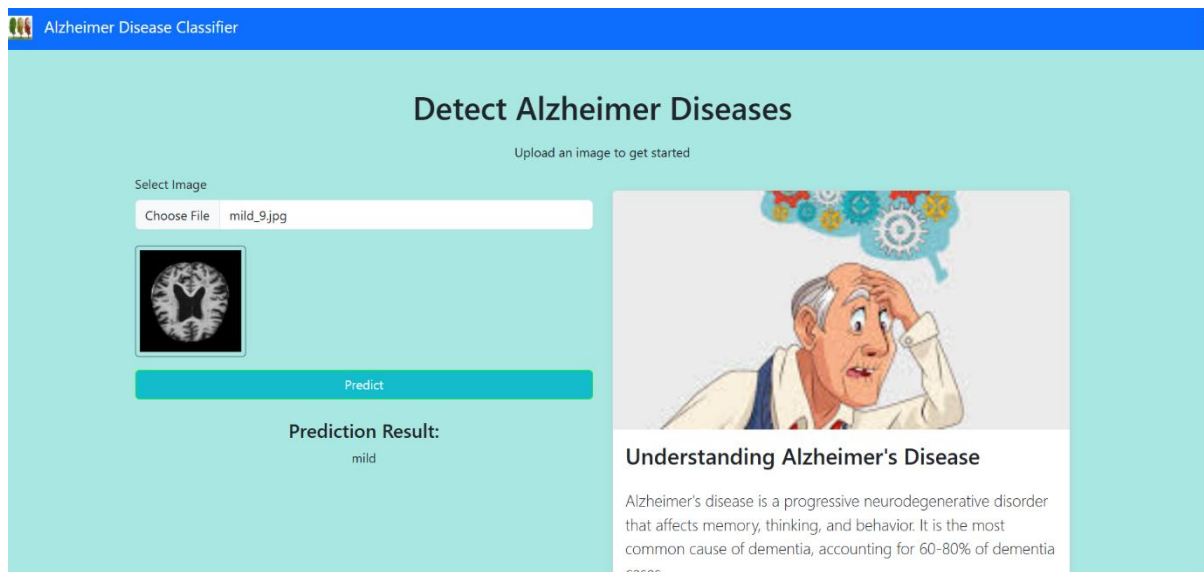 Alzheimer Disease Classifier
Detect Alzheimer Diseases
Upload an image to get started
Select Image
Choose File mild_9.jpg
Predict
Prediction Result:
mild
Understanding Alzheimer's Disease
Alzheimer's disease is a progressive neurodegenerative disorder
that affects memory, thinking, and behavior. It is the most
common cause of dementia, accounting for 60-80% of dementia